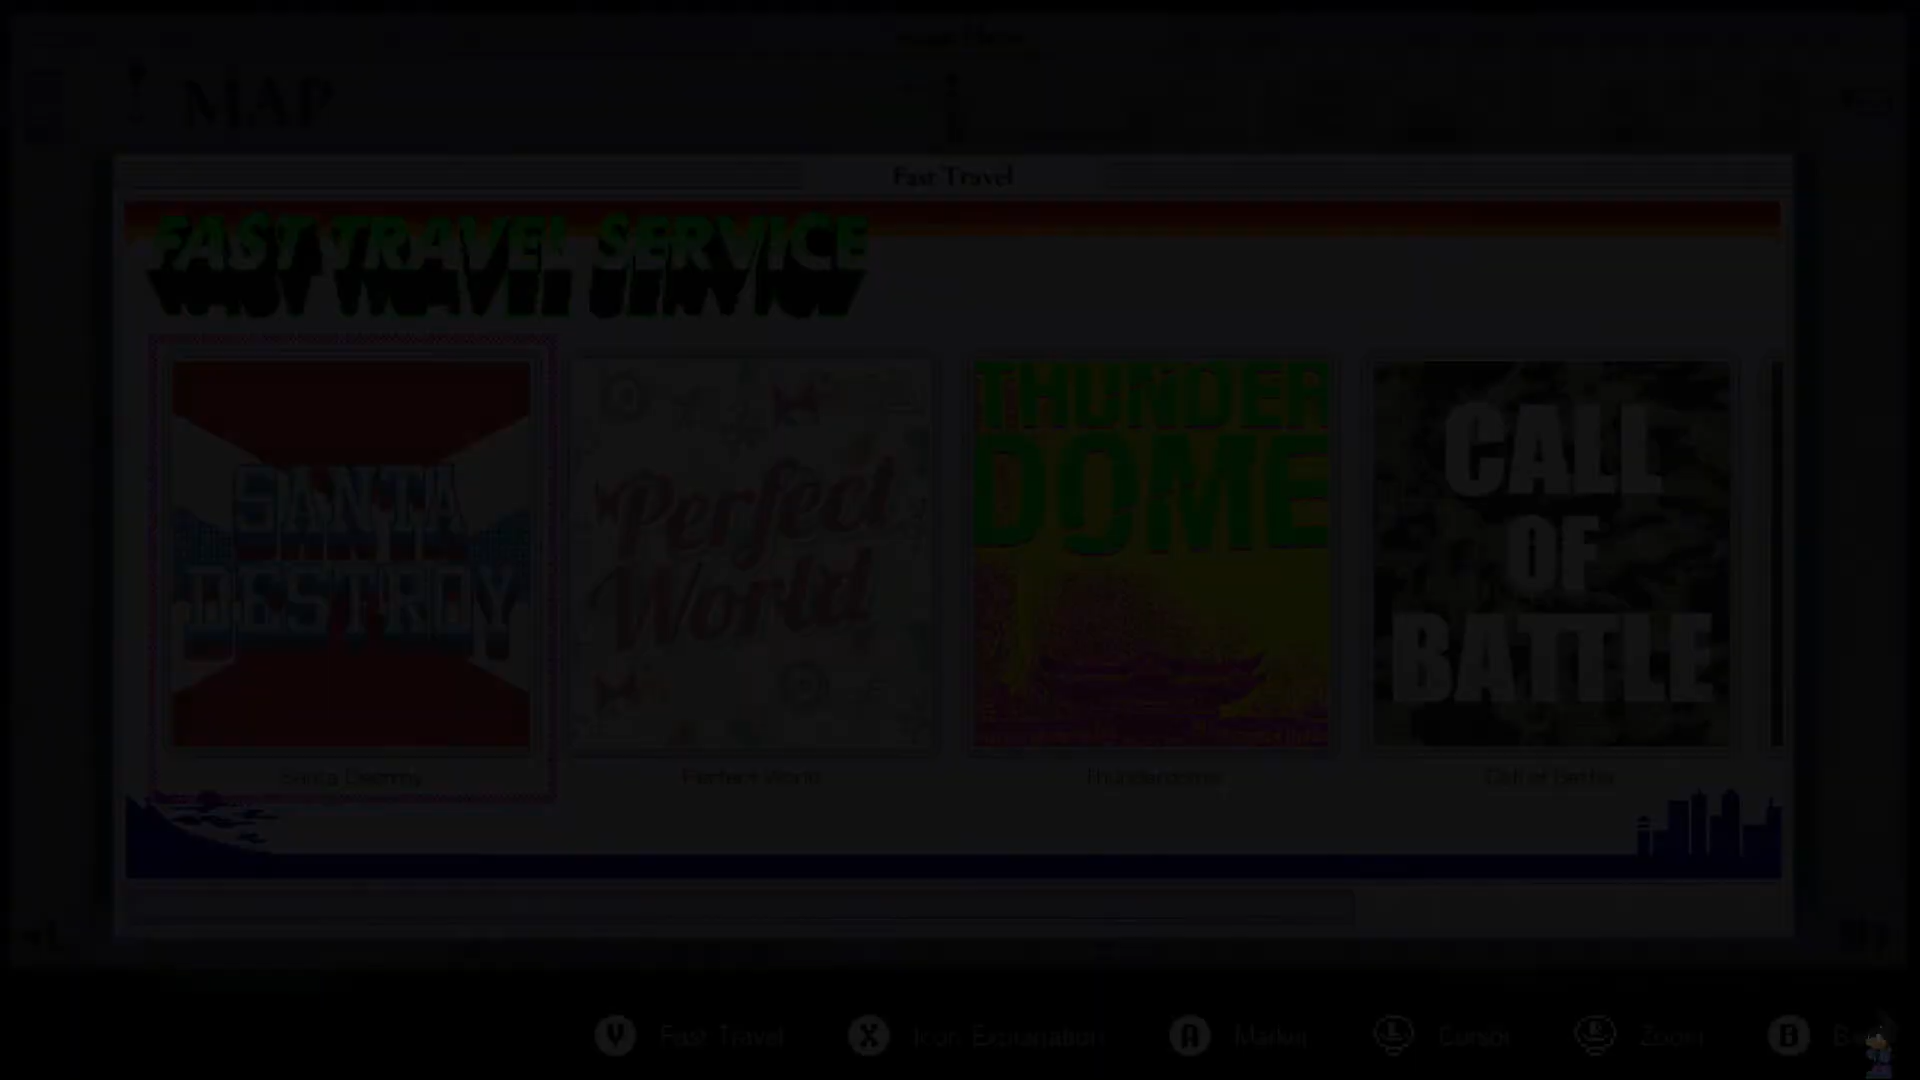 MAP
Fast Travel
FAST TRAVEL SERVICE
SANTA
DESTROY
Perfect
World
THUNDER
DOME
CALL
OF
BATTLE
Santa Destroy
Perfect World
Thunderdome
Call of Battle
Y Fast Travel
X Icon Explanation
A Marker
L Cursor
R Zoom
B